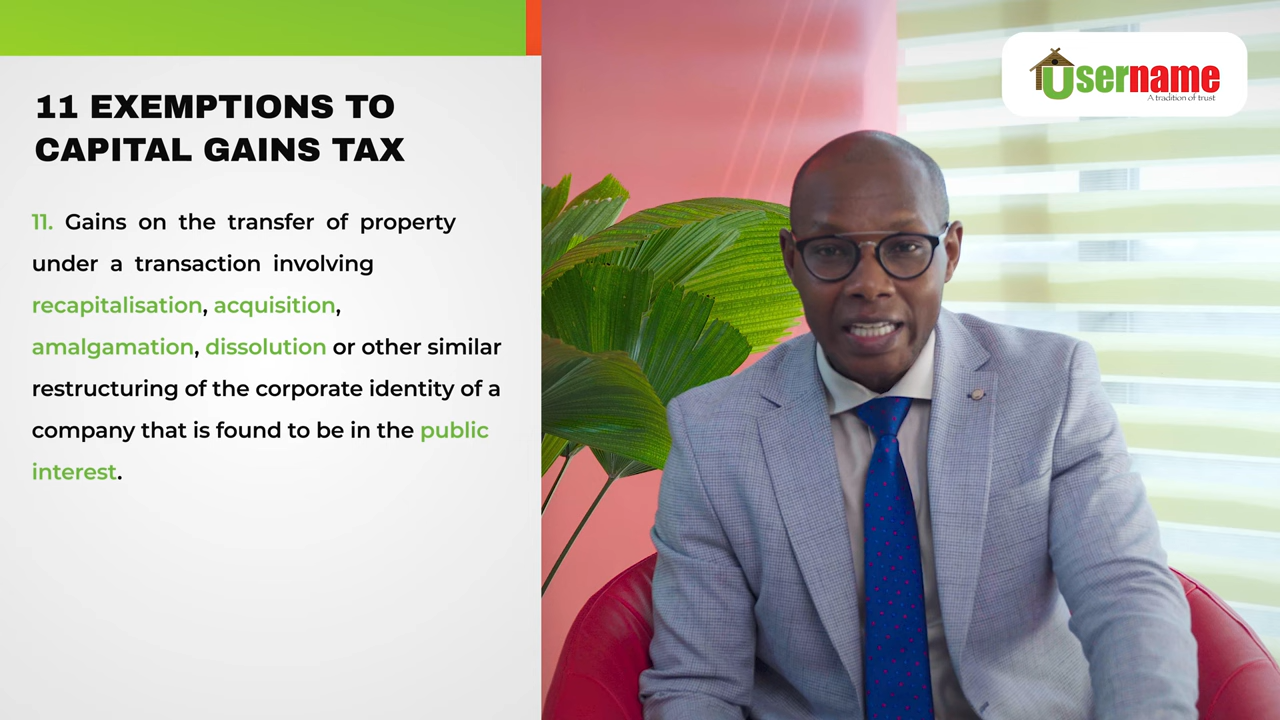 11 EXEMPTIONS TO
CAPITAL GAINS TAX
11. Gains on the transfer of property
under a transaction involving
recapitalisation, acquisition,
amalgamation, dissolution or other similar
restructuring of the corporate identity of a
company that is found to be in the public
interest.
Username
A tradition of trust